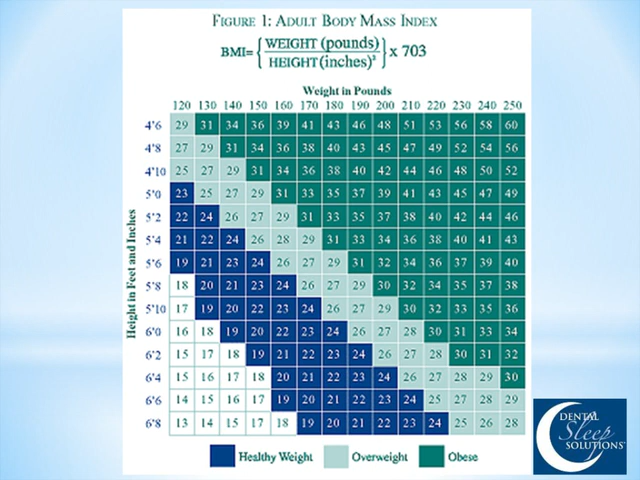 FIGURE 1: ADULT BODY MASS INDEX
BMI= { WEIGHT (pounds) / HEIGHT (inches)² } x 703
Weight in Pounds
120 130 140 150 160 170 180 190 200 210 220 230 240 250
Height in Feet and Inches
4'6 29 31 34 36 39 41 43 46 48 51 53 56 58 60
4'8 27 29 31 34 36 38 40 43 45 47 49 52 54 56
4'10 25 27 29 31 34 36 38 40 42 44 46 48 50 52
5'0 23 25 27 29 31 33 35 37 39 41 43 45 47 49
5'2 22 24 26 27 29 31 33 35 37 38 40 42 44 46
5'4 21 22 24 26 28 29 31 33 34 36 38 40 41 43
5'6 19 21 23 24 26 27 29 31 32 34 36 37 39 40
5'8 18 20 21 23 24 26 27 29 30 32 34 35 37 38
5'10 17 19 20 22 23 24 26 27 29 30 32 33 35 36
6'0 16 18 19 20 22 23 24 26 27 28 30 31 33 34
6'2 15 17 18 19 21 22 23 24 26 27 28 30 31 32
6'4 15 16 17 18 20 21 22 23 24 26 27 28 29 30
6'6 14 15 16 17 19 20 21 22 23 24 25 27 28 29
6'8 13 14 15 17 18 19 20 21 22 23 24 25 26 28
Healthy Weight Overweight Obese
DENTAL
Sleep
SOLUTIONS